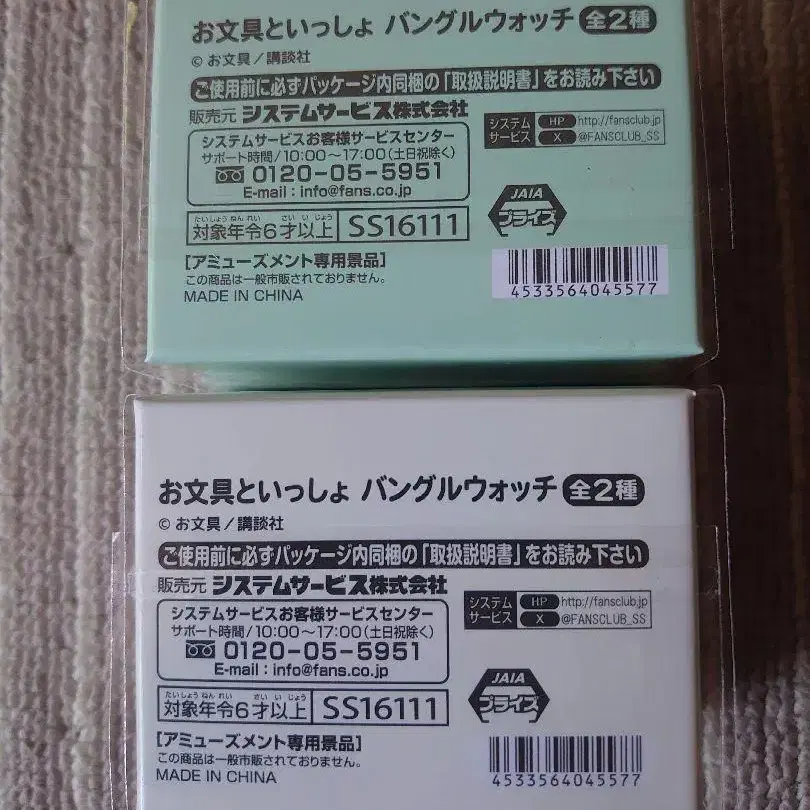 お文具といっしょ バングルウォッチ 全2種
© お文具／講談社
ご使用前に必ずパッケージ内同梱の「取扱説明書」をお読み下さい
販売元 システムサービス株式会社
システムサービスお客様サービスセンター
サポート時間/10:00～17:00(土日祝除く)
0120-05-5951
E-mail：info@fans.co.jp
システムサービス HP http://fansclub.jp
X @FANSCLUB_SS
たいしょうねんれい さい いじょう
対象年令6才以上 SS16111
JAIA
プライズ
[アミューズメント専用景品]
この商品は一般市販されておりません。
MADE IN CHINA
4533564045577
お文具といっしょ バングルウォッチ 全2種
© お文具／講談社
ご使用前に必ずパッケージ内同梱の「取扱説明書」をお読み下さい
販売元 システムサービス株式会社
システムサービスお客様サービスセンター
サポート時間/10:00～17:00(土日祝除く)
0120-05-5951
E-mail：info@fans.co.jp
システムサービス HP http://fansclub.jp
X @FANSCLUB_SS
たいしょうねんれい さい いじょう
対象年令6才以上 SS16111
JAIA
プライズ
[アミューズメント専用景品]
この商品は一般市販されておりません。
MADE IN CHINA
4533564045577